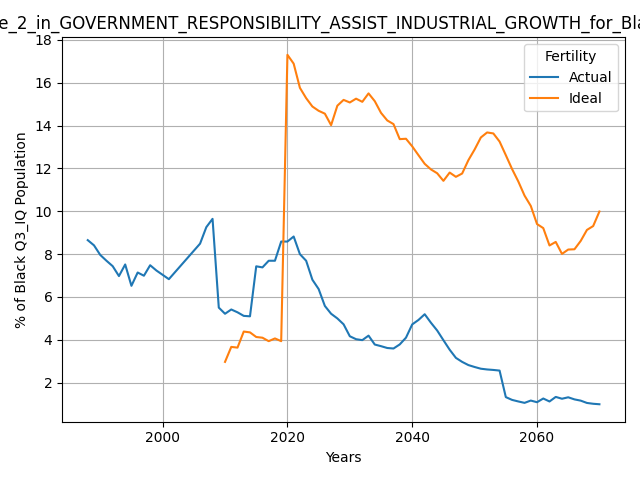 e_2_in_GOVERNMENT_RESPONSIBILITY_ASSIST_INDUSTRIAL_GROWTH_for_Bla
18
16
14
12
10
8
6
4
2
% of Black Q3_IQ Population
Fertility
Actual
Ideal
2000 2020 2040 2060
Years